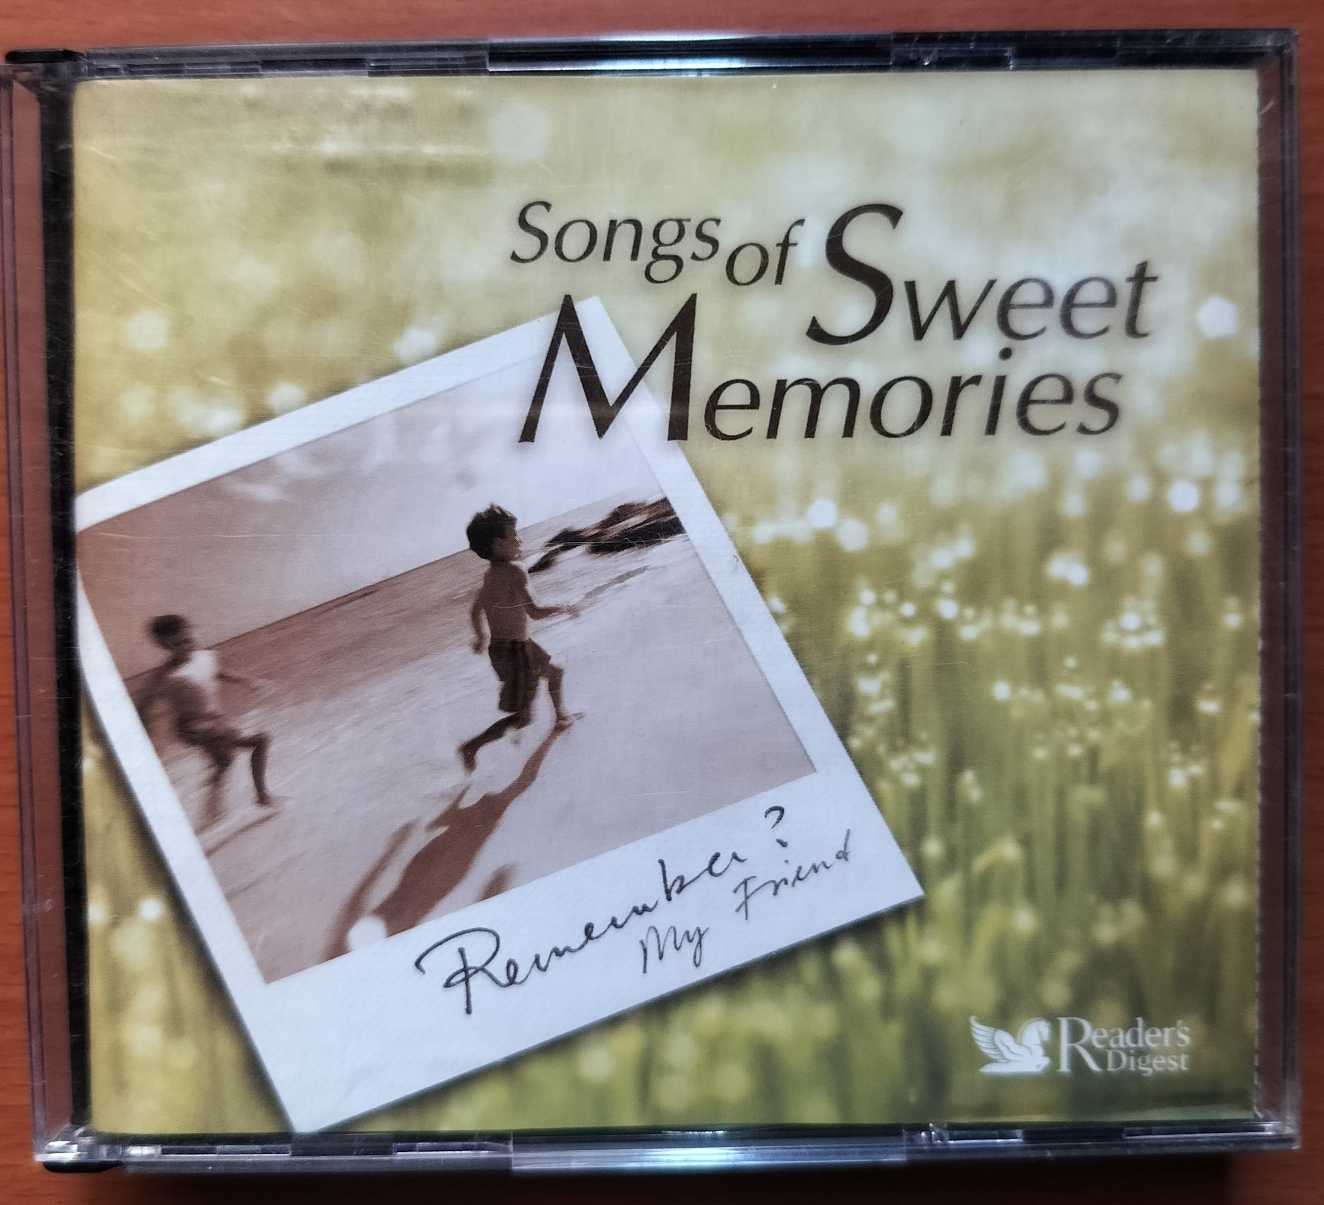 Songs of Sweet
Memories
Remember?
My Friend
Reader's
Digest